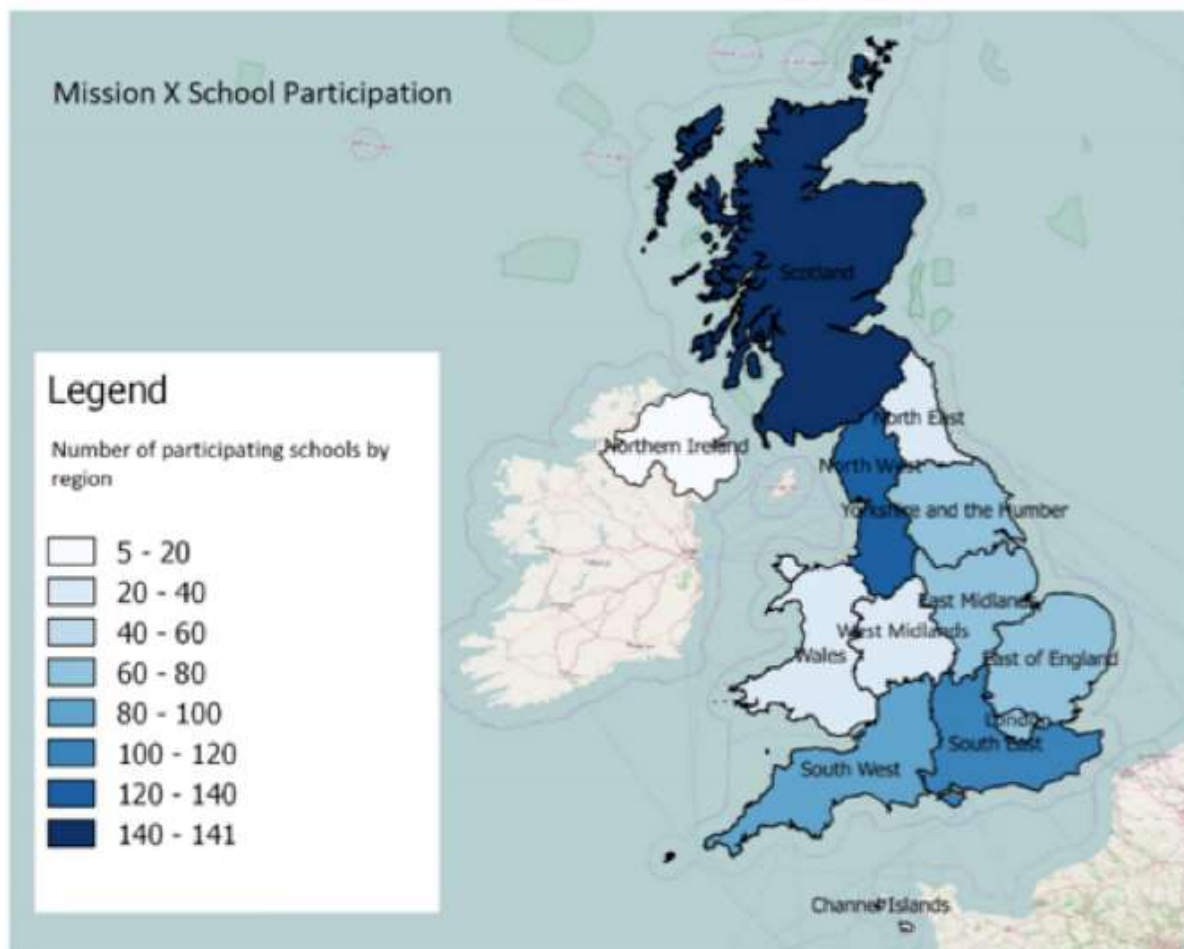 Mission X School Participation
Scotland
Legend
Number of participating schools by
region
North East
Northern Ireland
North West
Yorkshire and the Humber
5 - 20
20 - 40
40 - 60
60 - 80
80 - 100
100 - 120
120 - 140
140 - 141
East Midlands
West Midlands
Wales
East of England
London
South East
South West
Channel Islands